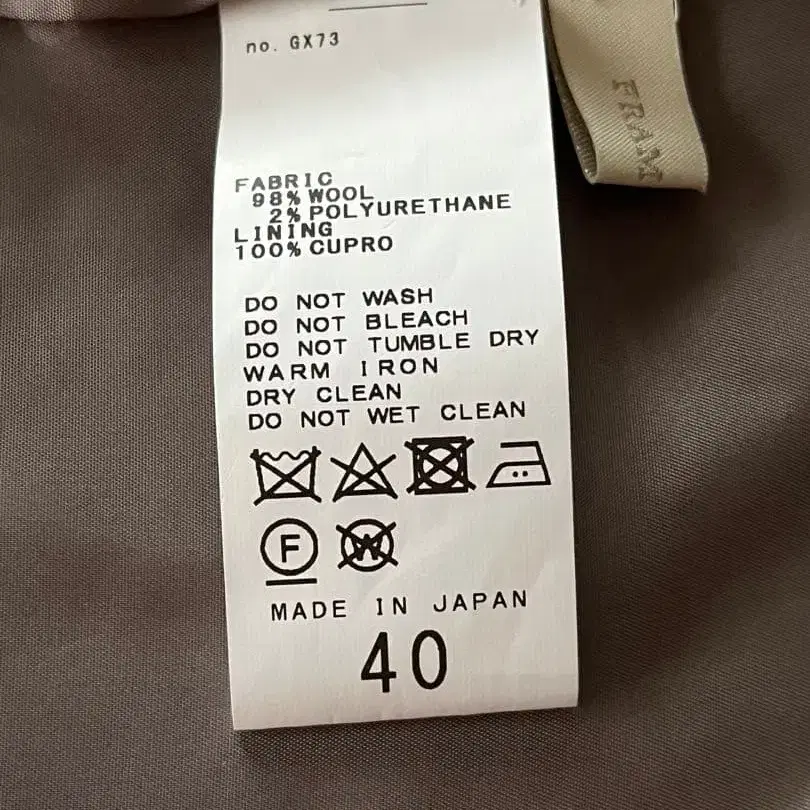 no. GX73
FRAM
FABRIC
98% WOOL
2% POLYURETHANE
LINING
100% CUPRO
DO NOT WASH
DO NOT BLEACH
DO NOT TUMBLE DRY
WARM IRON
DRY CLEAN
DO NOT WET CLEAN
F W
MADE IN JAPAN
40